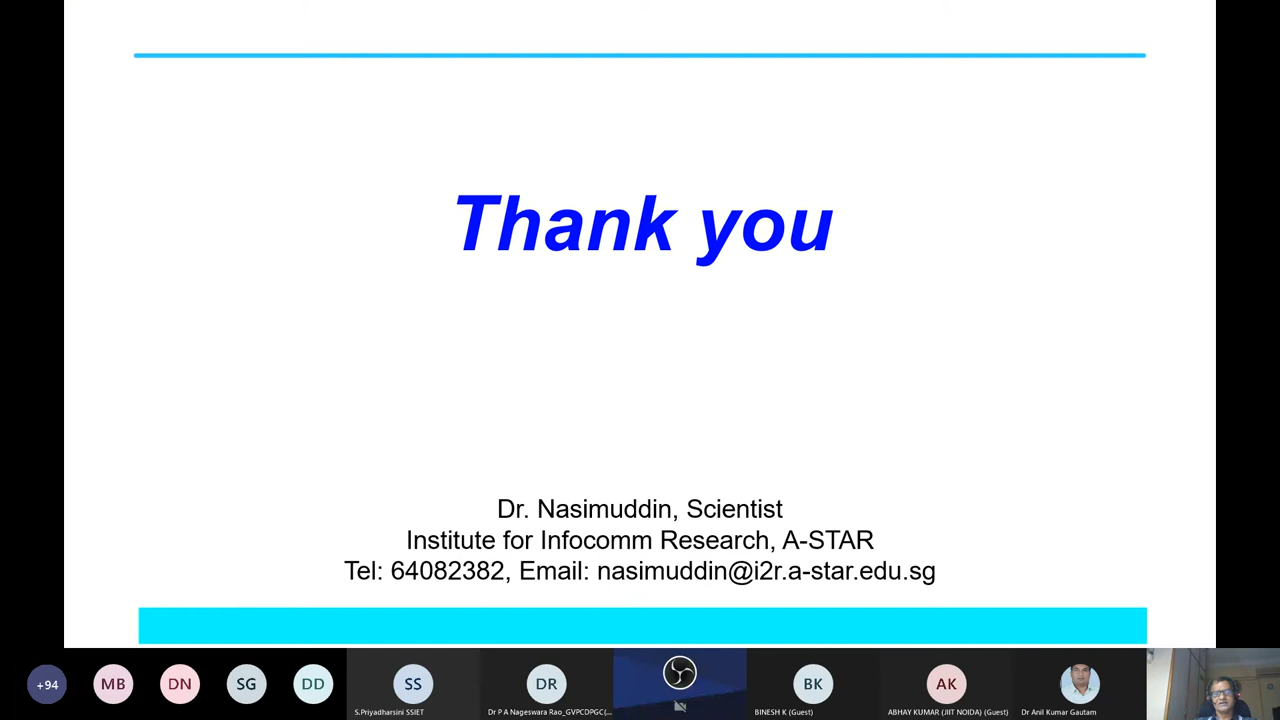 Thank you
Dr. Nasimuddin, Scientist
Institute for Infocomm Research, A-STAR
Tel: 64082382, Email: nasimuddin@i2r.a-star.edu.sg
+94
MB
DN
SG
DD
SS
DR
BK
AK
S.Priyadharsini SSIET
Dr P A Nageswara Rao_GVPCDPGC(...
BINESH K (Guest)
ABHAY KUMAR (JIIT NOIDA) (Guest)
Dr Anil Kumar Gautam